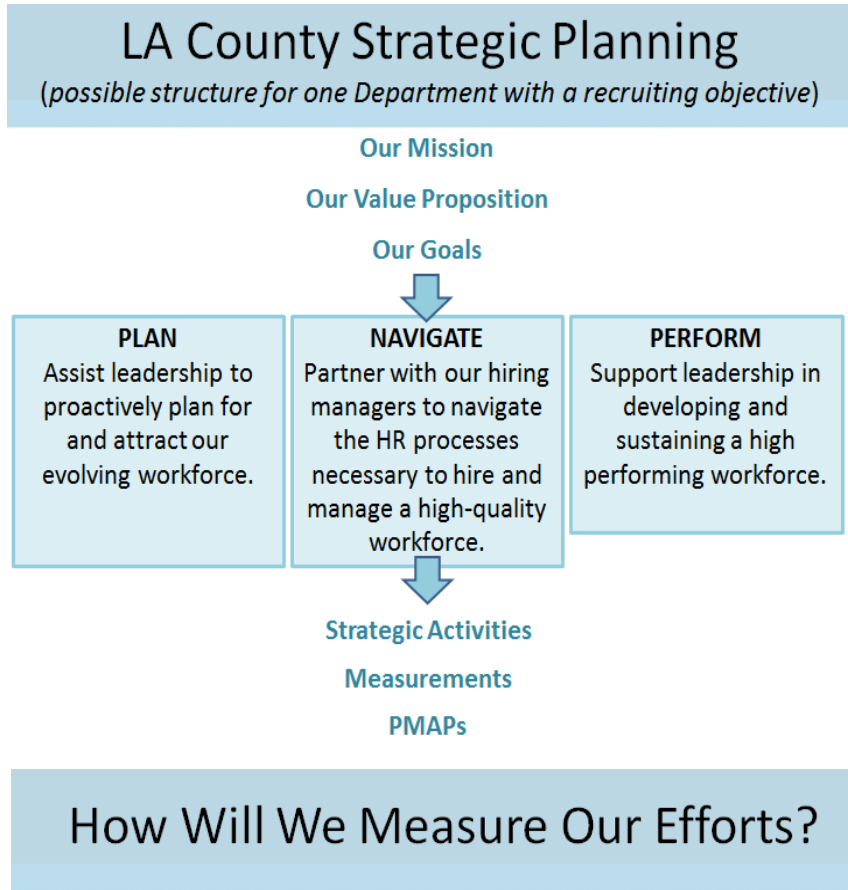 LA County Strategic Planning
(possible structure for one Department with a recruiting objective)
Our Mission
Our Value Proposition
Our Goals
PLAN
Assist leadership to
proactively plan for
and attract our
evolving workforce.
NAVIGATE
Partner with our hiring
managers to navigate
the HR processes
necessary to hire and
manage a high-quality
workforce.
PERFORM
Support leadership in
developing and
sustaining a high
performing workforce.
Strategic Activities
Measurements
PMAPs
How Will We Measure Our Efforts?